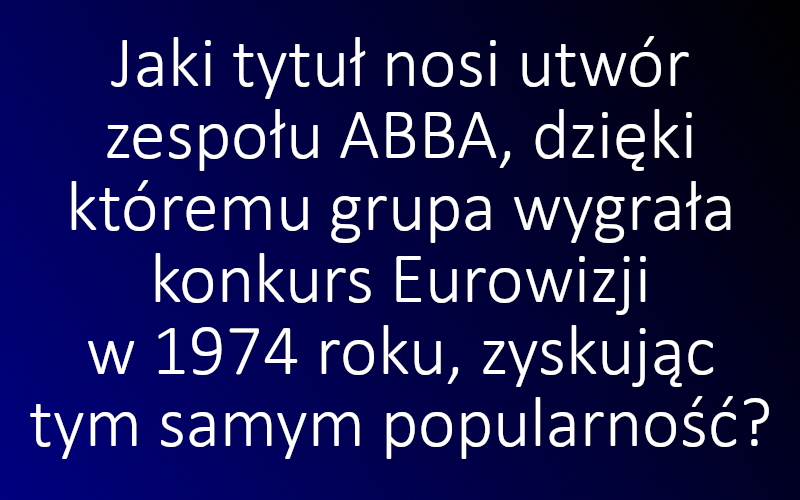 Jaki tytuł nosi utwór
zespołu ABBA, dzięki
któremu grupa wygrała
konkurs Eurowizji
w 1974 roku, zyskując
tym samym popularność?